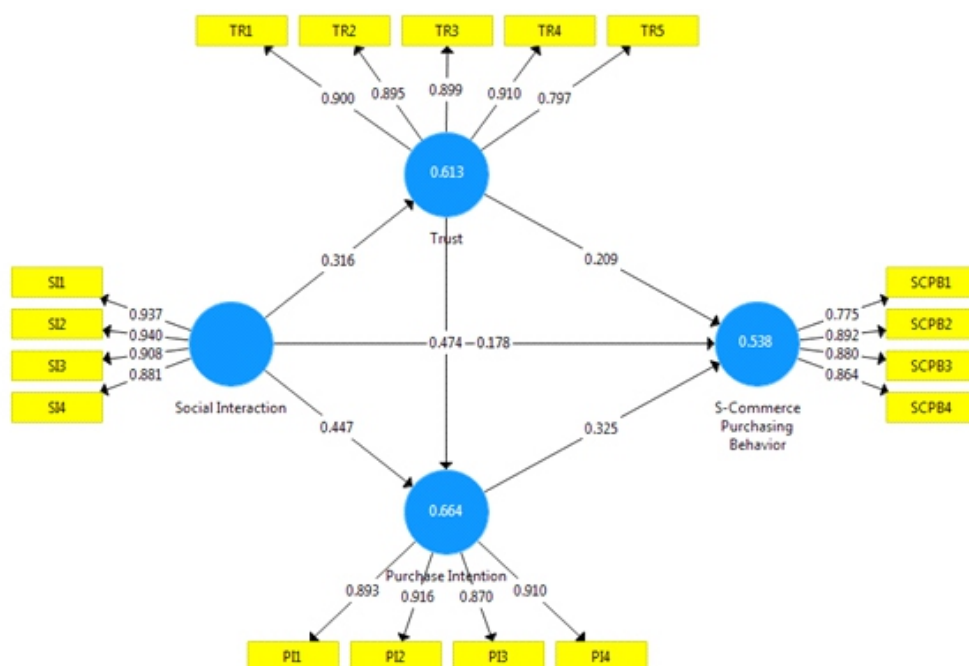 TR1 TR2 TR3 TR4 TR5
0.900 0.895 0.899 0.910 0.797
0.613
Trust
0.316 0.209
SI1
SI2
SI3
SI4
0.937
0.940
0.908
0.881
Social Interaction
0.474 0.178
0.538
S-Commerce
Purchasing
Behavior
0.775
0.892
0.880
0.864
SCPB1
SCPB2
SCPB3
SCPB4
0.447 0.325
0.664
Purchase Intention
0.893 0.916 0.870 0.910
PI1 PI2 PI3 PI4